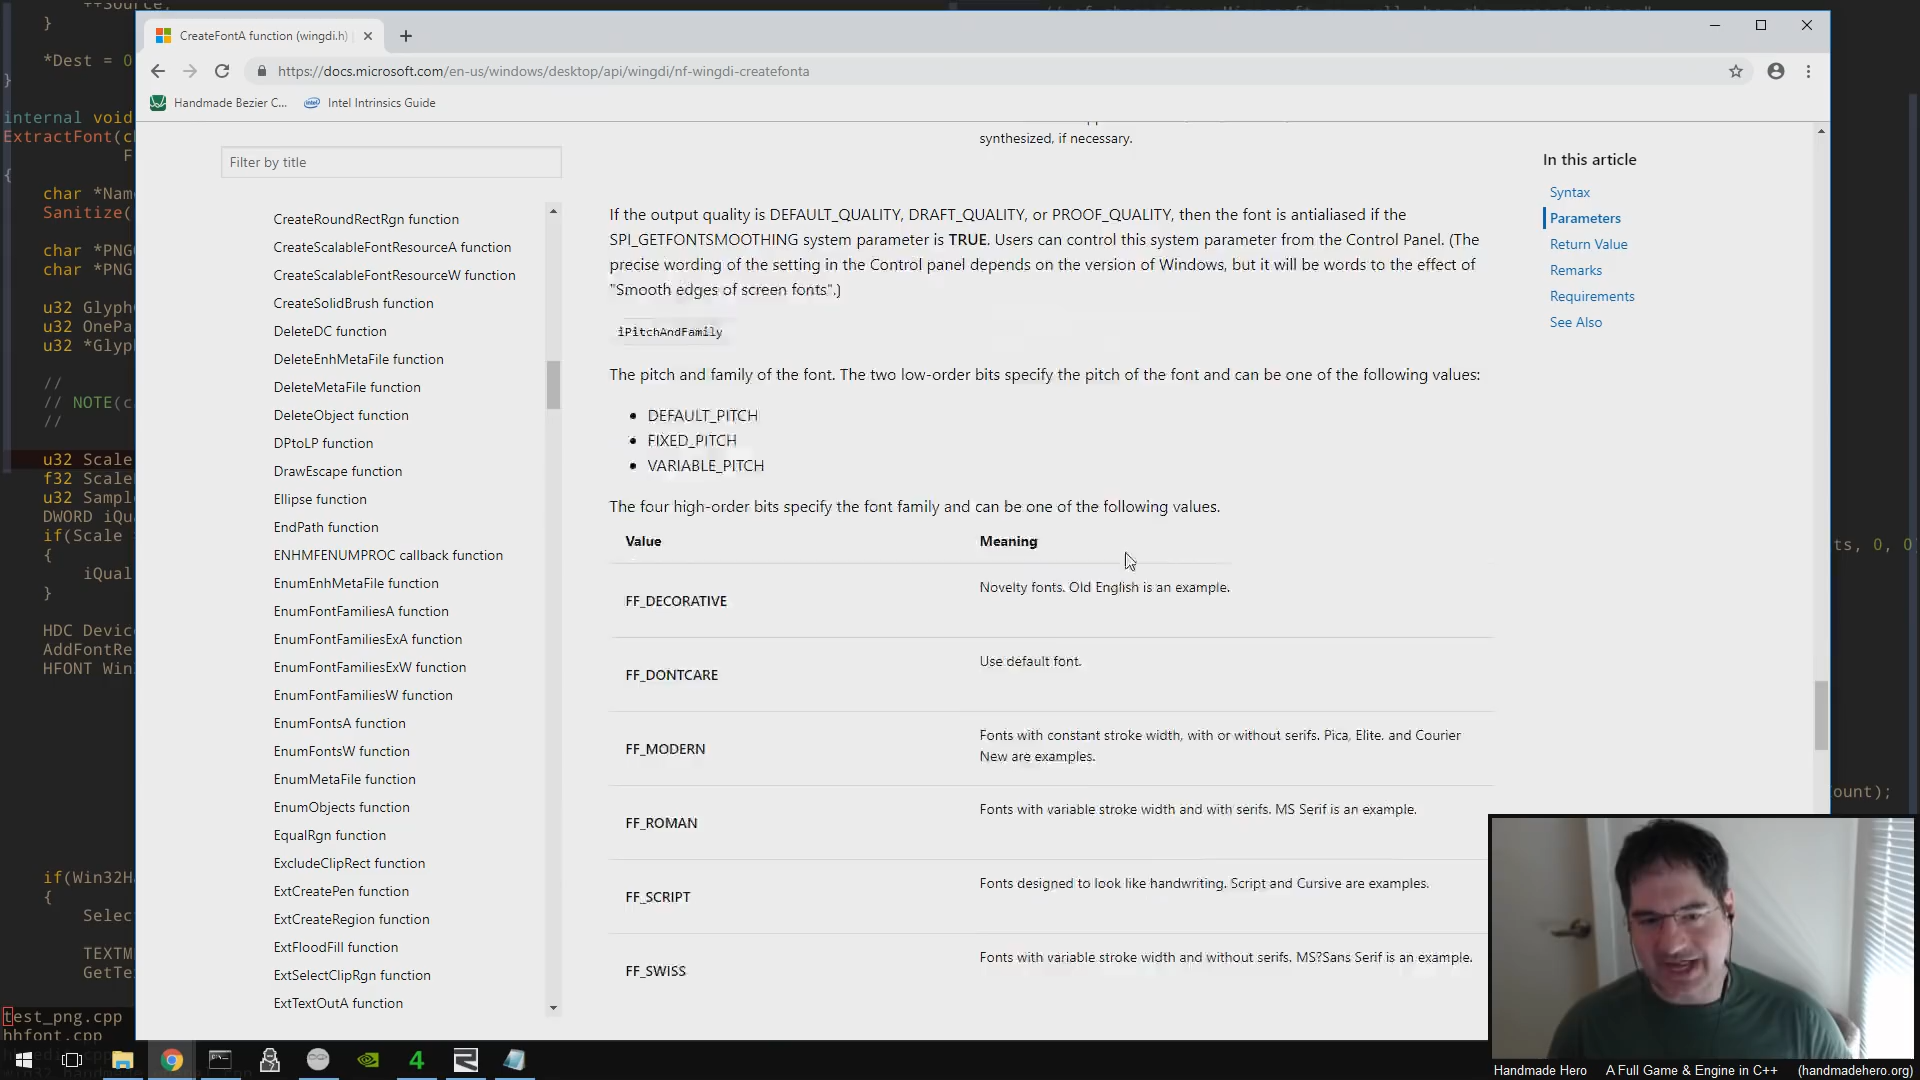 ++Source;
}
*Dest = 0
}
internal void
ExtractFont(c
F
{
char *Nam
Sanitize(
char *PNG
char *PNG
u32 Glyph
u32 OnePa
u32 *Glyp
//
// NOTE(c
//
u32 Scale
f32 Scale
u32 Sampl
DWORD iQu
if(Scale
{
iQual
}
HDC Devic
AddFontRe
HFONT Win
if(Win32H
{
Selec
TEXTM
GetTe
test_png.cpp
hhfont.cpp
ts, 0, 0
ount);
CreateFontA function (wingdi.h)
https://docs.microsoft.com/en-us/windows/desktop/api/wingdi/nf-wingdi-createfonta
Handmade Bezier C...
Intel Intrinsics Guide
Filter by title
CreateRoundRectRgn function
CreateScalableFontResourceA function
CreateScalableFontResourceW function
CreateSolidBrush function
DeleteDC function
DeleteEnhMetaFile function
DeleteMetaFile function
DeleteObject function
DPtoLP function
DrawEscape function
Ellipse function
EndPath function
ENHMFENUMPROC callback function
EnumEnhMetaFile function
EnumFontFamiliesA function
EnumFontFamiliesExA function
EnumFontFamiliesExW function
EnumFontFamiliesW function
EnumFontsA function
EnumFontsW function
EnumMetaFile function
EnumObjects function
EqualRgn function
ExcludeClipRect function
ExtCreatePen function
ExtCreateRegion function
ExtFloodFill function
ExtSelectClipRgn function
ExtTextOutA function
synthesized, if necessary.
If the output quality is DEFAULT_QUALITY, DRAFT_QUALITY, or PROOF_QUALITY, then the font is antialiased if the
SPI_GETFONTSMOOTHING system parameter is TRUE. Users can control this system parameter from the Control Panel. (The
precise wording of the setting in the Control panel depends on the version of Windows, but it will be words to the effect of
"Smooth edges of screen fonts".)
iPitchAndFamily
The pitch and family of the font. The two low-order bits specify the pitch of the font and can be one of the following values:
• DEFAULT_PITCH
• FIXED_PITCH
• VARIABLE_PITCH
The four high-order bits specify the font family and can be one of the following values.
Value Meaning
FF_DECORATIVE Novelty fonts. Old English is an example.
FF_DONTCARE Use default font.
FF_MODERN Fonts with constant stroke width, with or without serifs. Pica, Elite, and Courier
New are examples.
FF_ROMAN Fonts with variable stroke width and with serifs. MS Serif is an example.
FF_SCRIPT Fonts designed to look like handwriting. Script and Cursive are examples.
FF_SWISS Fonts with variable stroke width and without serifs. MS?Sans Serif is an example.
In this article
Syntax
Parameters
Return Value
Remarks
Requirements
See Also
Handmade Hero A Full Game & Engine in C++ (handmadehero.org)